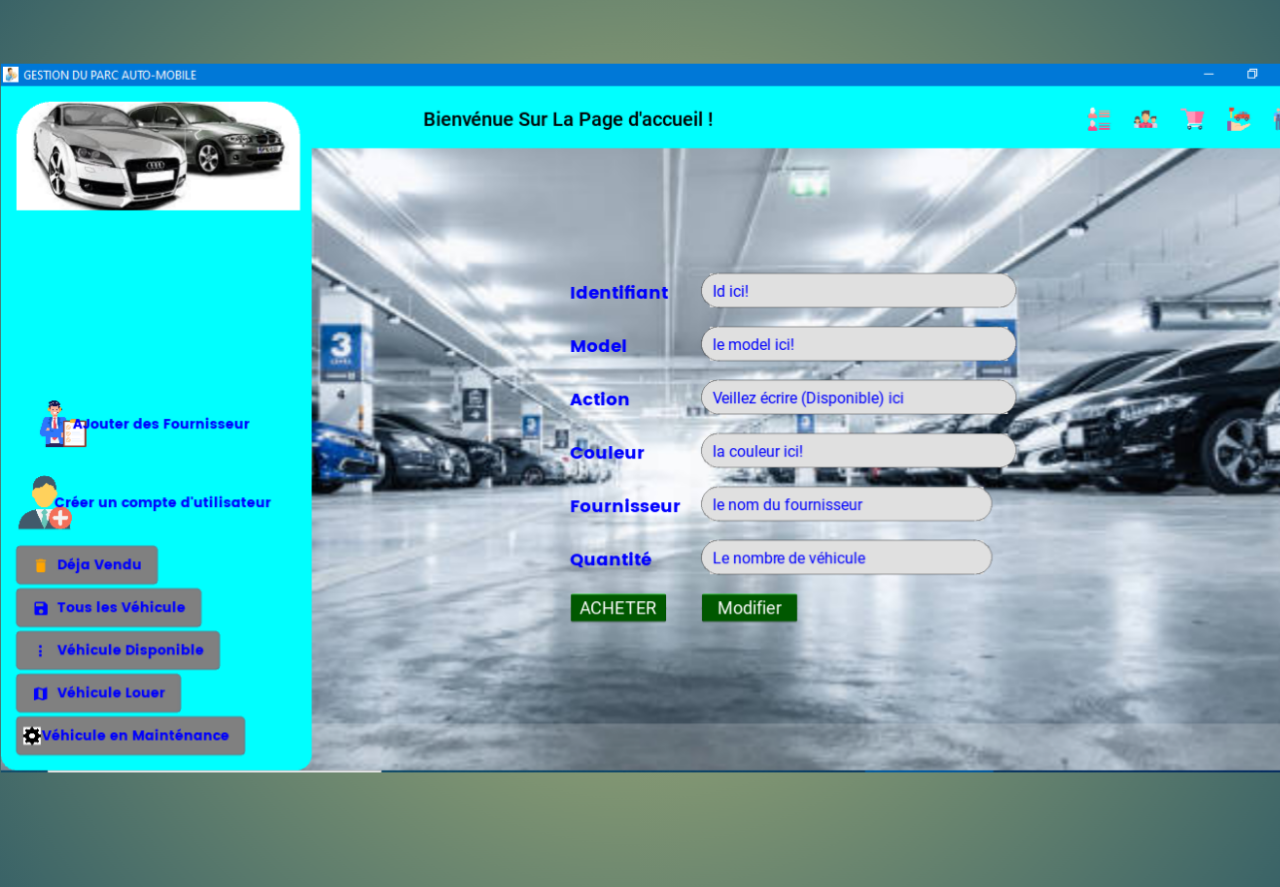 GESTION DU PARC AUTO-MOBILE
Bienvénue Sur La Page d'accueil !
Identifiant
Id ici!
Model
le model ici!
Action
Veillez écrire (Disponible) ici
Couleur
la couleur ici!
Fournisseur
le nom du fournisseur
Quantité
Le nombre de véhicule
ACHETER
Modifier
AJouter des Fournisseur
Créer un compte d'utilisateur
Déja Vendu
Tous les Véhicule
Véhicule Disponible
Véhicule Louer
Véhicule en Mainténance
3
4